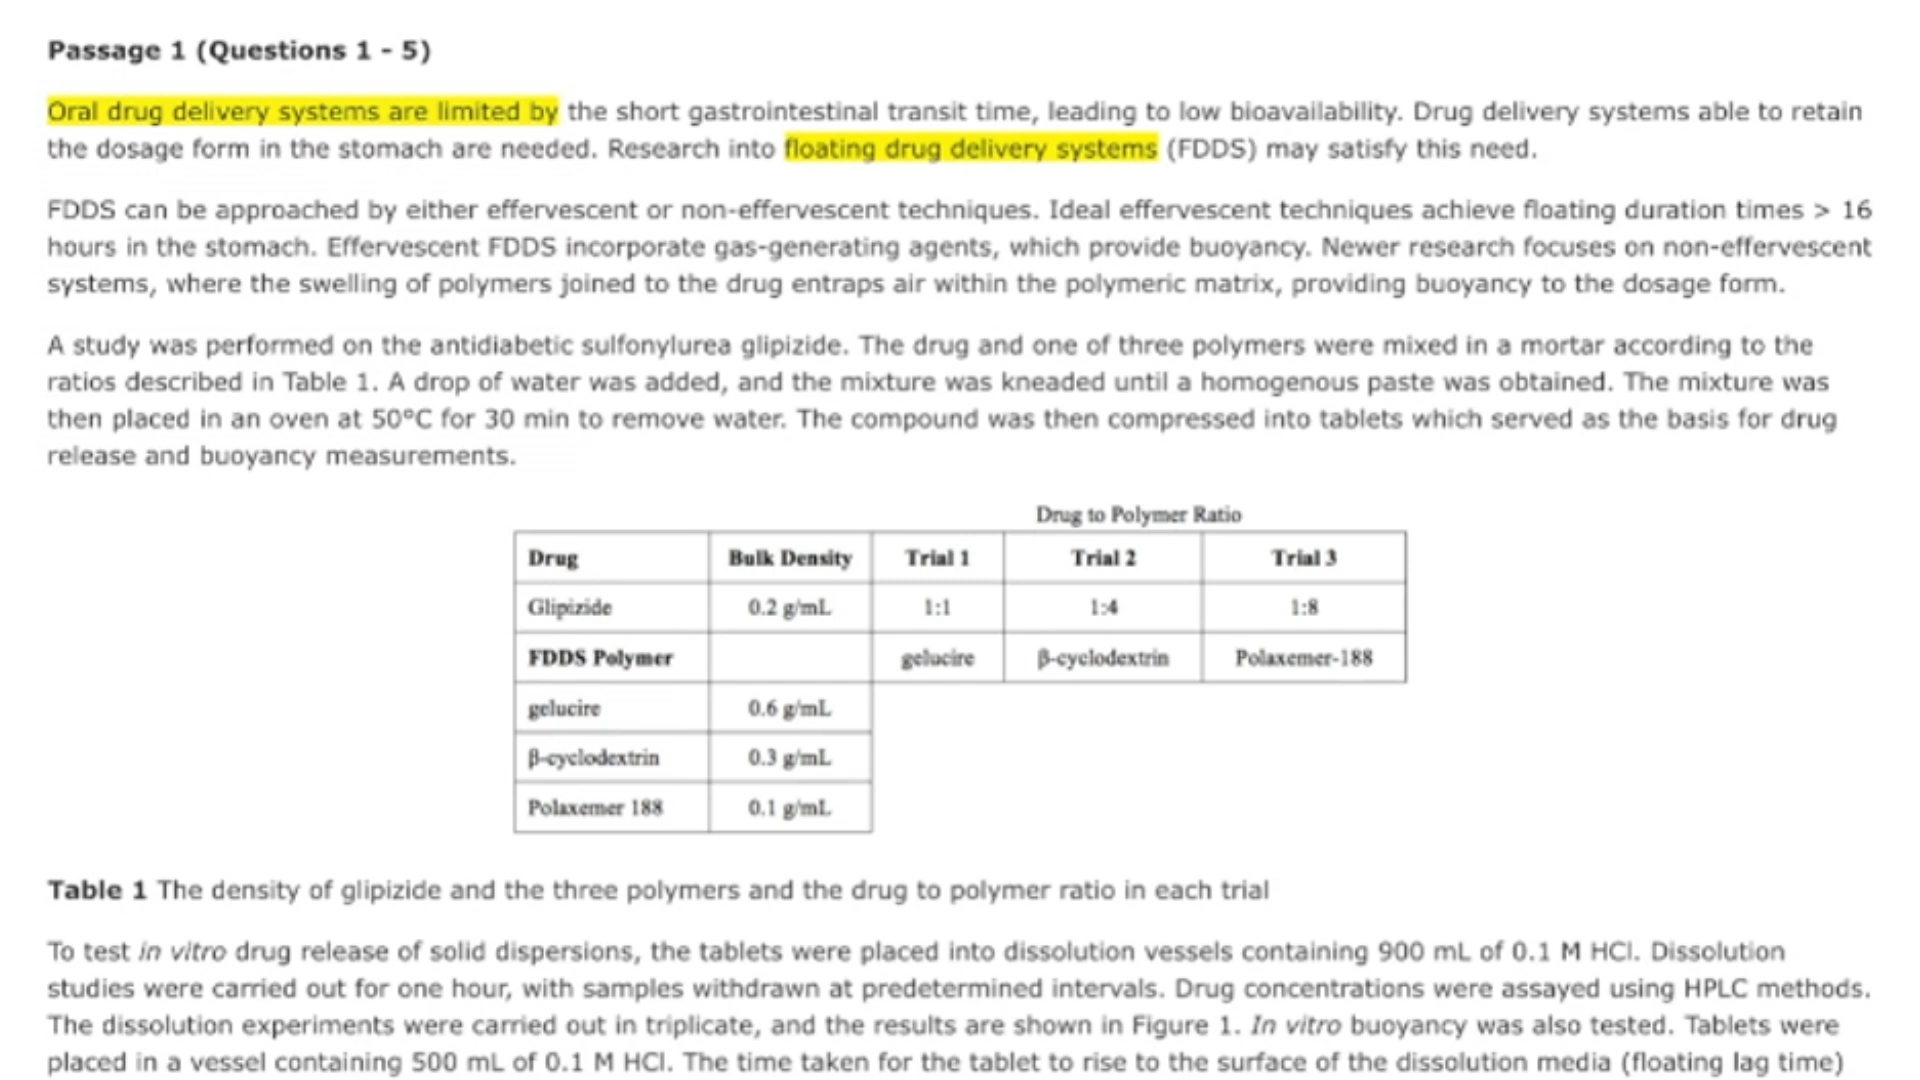 Passage 1 (Questions 1 - 5)
Oral drug delivery systems are limited by the short gastrointestinal transit time, leading to low bioavailability. Drug delivery systems able to retain
the dosage form in the stomach are needed. Research into floating drug delivery systems (FDDS) may satisfy this need.
FDDS can be approached by either effervescent or non-effervescent techniques. Ideal effervescent techniques achieve floating duration times > 16
hours in the stomach. Effervescent FDDS incorporate gas-generating agents, which provide buoyancy. Newer research focuses on non-effervescent
systems, where the swelling of polymers joined to the drug entraps air within the polymeric matrix, providing buoyancy to the dosage form.
A study was performed on the antidiabetic sulfonylurea glipizide. The drug and one of three polymers were mixed in a mortar according to the
ratios described in Table 1. A drop of water was added, and the mixture was kneaded until a homogenous paste was obtained. The mixture was
then placed in an oven at 50°C for 30 min to remove water. The compound was then compressed into tablets which served as the basis for drug
release and buoyancy measurements.
Drug to Polymer Ratio
Drug Bulk Density Trial 1 Trial 2 Trial 3
Glipizide 0.2 g/mL 1:1 1:4 1:8
FDDS Polymer gelucire β-cyclodextrin Polaxemer-188
gelucire 0.6 g/mL
β-cyclodextrin 0.3 g/mL
Polaxemer 188 0.1 g/mL
Table 1 The density of glipizide and the three polymers and the drug to polymer ratio in each trial
To test in vitro drug release of solid dispersions, the tablets were placed into dissolution vessels containing 900 mL of 0.1 M HCl. Dissolution
studies were carried out for one hour, with samples withdrawn at predetermined intervals. Drug concentrations were assayed using HPLC methods.
The dissolution experiments were carried out in triplicate, and the results are shown in Figure 1. In vitro buoyancy was also tested. Tablets were
placed in a vessel containing 500 mL of 0.1 M HCl. The time taken for the tablet to rise to the surface of the dissolution media (floating lag time)